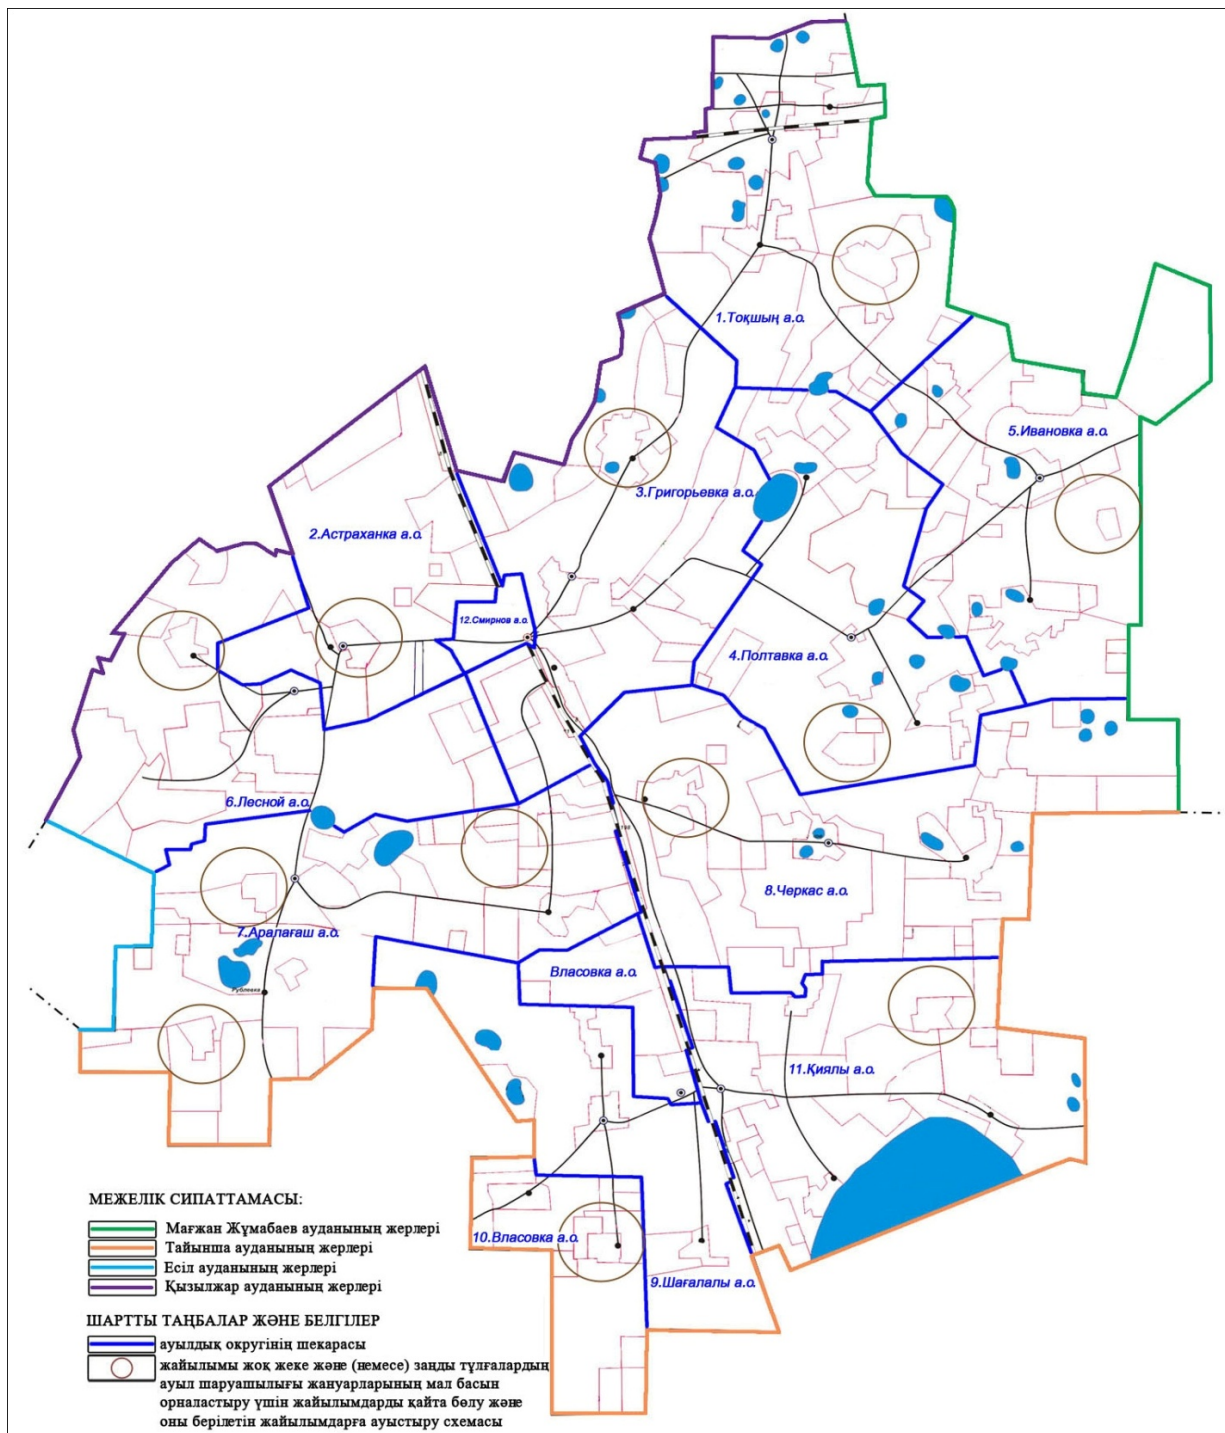 1.Тоқшың а.о.
5.Ивановка а.о.
3.Григорьевка а.о.
2.Астраханка а.о.
12.Смирнов а.о.
4.Полтавка а.о.
6.Лесной а.о.
8.Черкас а.о.
7.Аралағаш а.о.
Власовка а.о.
Рублевка
11.Қиялы а.о.
10.Власовка а.о.
9.Шағалалы а.о.
МЕЖЕЛІК СИПАТТАМАСЫ:
Мағжан Жұмабаев ауданының жерлері
Тайынша ауданының жерлері
Есіл ауданының жерлері
Қызылжар ауданының жерлері
ШАРТТЫ ТАҢБАЛАР ЖӘНЕ БЕЛГІЛЕР
ауылдық округінің шекарасы
жайылымы жоқ жеке және (немесе) заңды тұлғалардың
ауыл шаруашылығы жануарларының мал басын
орналастыру үшін жайылымдарды қайта бөлу және
оны берілетін жайылымдарға ауыстыру схемасы